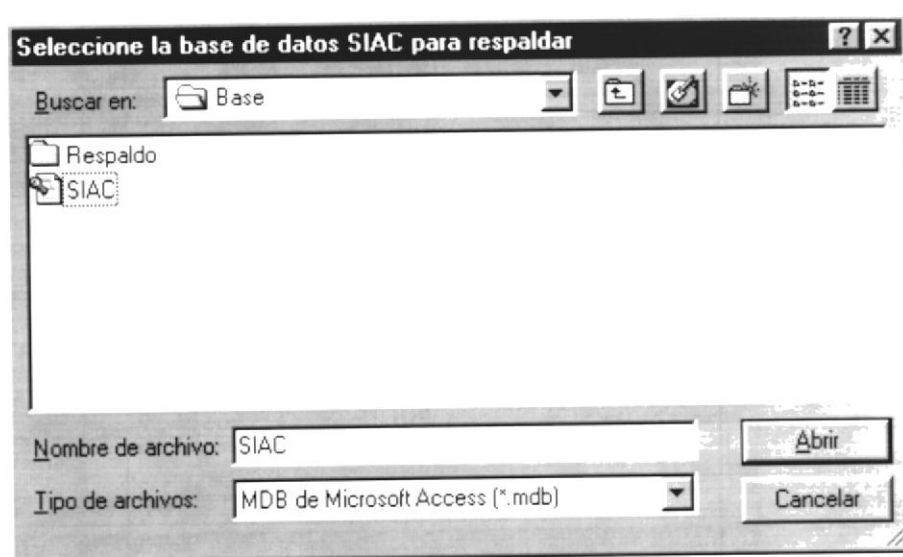 Seleccione la base de datos SIAC para respaldar
Buscar en: Base
Respaldo
SIAC
Nombre de archivo: SIAC Abrir
Tipo de archivos: MDB de Microsoft Access (*.mdb) Cancelar